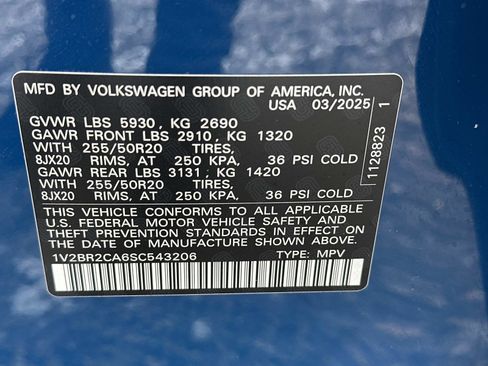 MFD BY VOLKSWAGEN GROUP OF AMERICA, INC.
USA 03/2025
GVWR LBS 5930, KG 2690
GAWR FRONT LBS 2910, KG 1320
WITH 255/50R20 TIRES,
8JX20 RIMS, AT 250 KPA, 36 PSI COLD
GAWR REAR LBS 3131, KG 1420
WITH 255/50R20 TIRES,
8JX20 RIMS, AT 250 KPA, 36 PSI COLD
THIS VEHICLE CONFORMS TO ALL APPLICABLE
U.S. FEDERAL MOTOR VEHICLE SAFETY AND
THEFT PREVENTION STANDARDS IN EFFECT ON
THE DATE OF MANUFACTURE SHOWN ABOVE.
1V2BR2CA6SC543206 TYPE: MPV
1128823 1